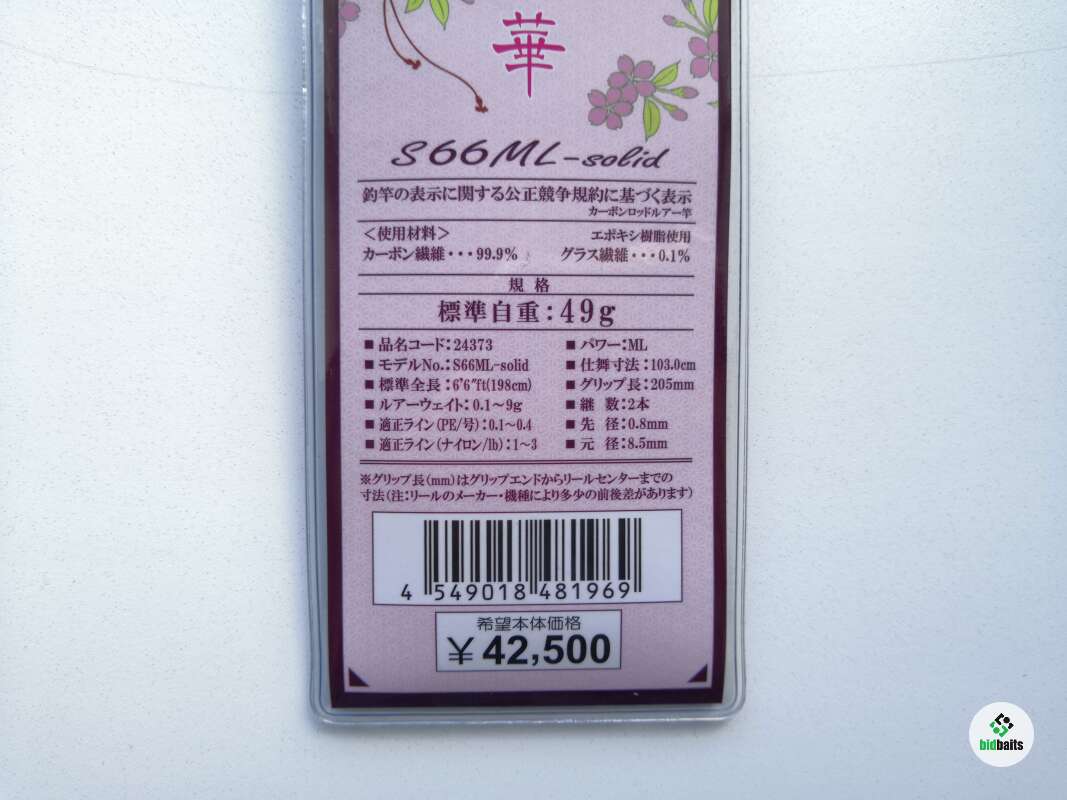 華
S66ML-solid
釣竿の表示に関する公正競争規約に基づく表示
カーボンロッドルアー竿
＜使用材料＞ エポキシ樹脂使用
カーボン繊維・・・99.9% グラス繊維・・・0.1%
規 格
標準自重：49g
■ 品名コード：24373 ■ パワー：ML
■ モデルNo.：S66ML-solid ■ 仕舞寸法：103.0cm
■ 標準全長：6'6"ft(198cm) ■ グリップ長：205mm
■ ルアーウェイト：0.1～9g ■ 継 数：2本
■ 適正ライン(PE/号)：0.1～0.4 ■ 先 径：0.8mm
■ 適正ライン(ナイロン/lb)：1～3 ■ 元 径：8.5mm
※グリップ長(mm)はグリップエンドからリールセンターまでの
寸法(注：リールのメーカー・機種により多少の前後差があります)
4 549018 481969
希望本体価格
￥42,500
bidbaits